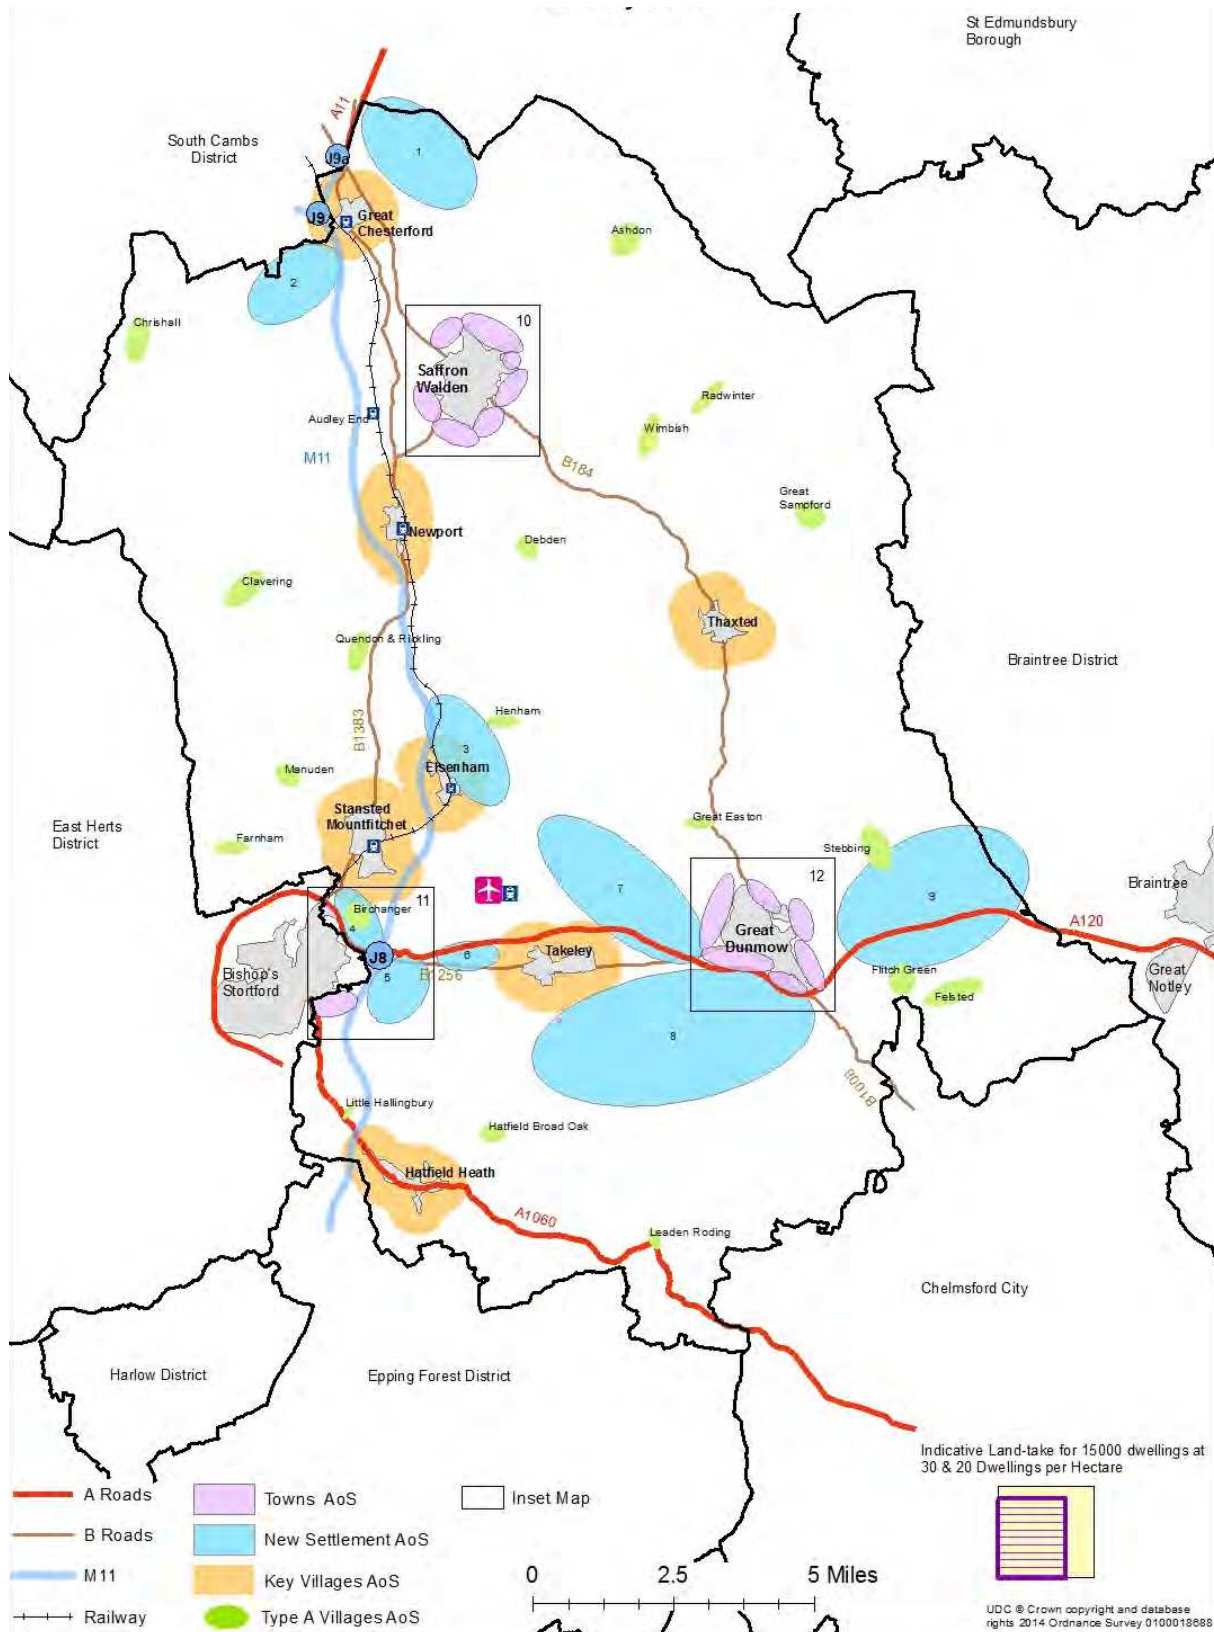 St Edmundsbury
Borough
A11
South Cambs
District
1
J9a
J9
Great
Chesterford
Ashdon
2
Chrishall
10
Saffron
Walden
Radwinter
Audley End
Wimbish
M11
B184
Great
Sampford
Newport
Debden
Clavering
Thaxted
Quendon & Rickling
Braintree District
Henham
B1383
3
Elsenham
Manuden
Stansted
Mountfitchet
Great Easton
East Herts
District
Farnham
Stebbing
12
7
Braintree
11
Birchanger
9
4
A120
Great
Dunmow
J8
6
Takeley
Bishop's
Stortford
B1256
5
Flitch Green
Great
Notley
Felsted
8
B1008
Little Hallingbury
Hatfield Broad Oak
Hatfield Heath
A1060
Leaden Roding
Chelmsford City
Harlow District
Epping Forest District
Indicative Land-take for 15000 dwellings at
30 & 20 Dwellings per Hectare
A Roads
Towns AoS
Inset Map
B Roads
New Settlement AoS
M11
Key Villages AoS
0 2.5 5 Miles
Railway
Type A Villages AoS
UDC © Crown copyright and database
rights 2014 Ordnance Survey 0100018688